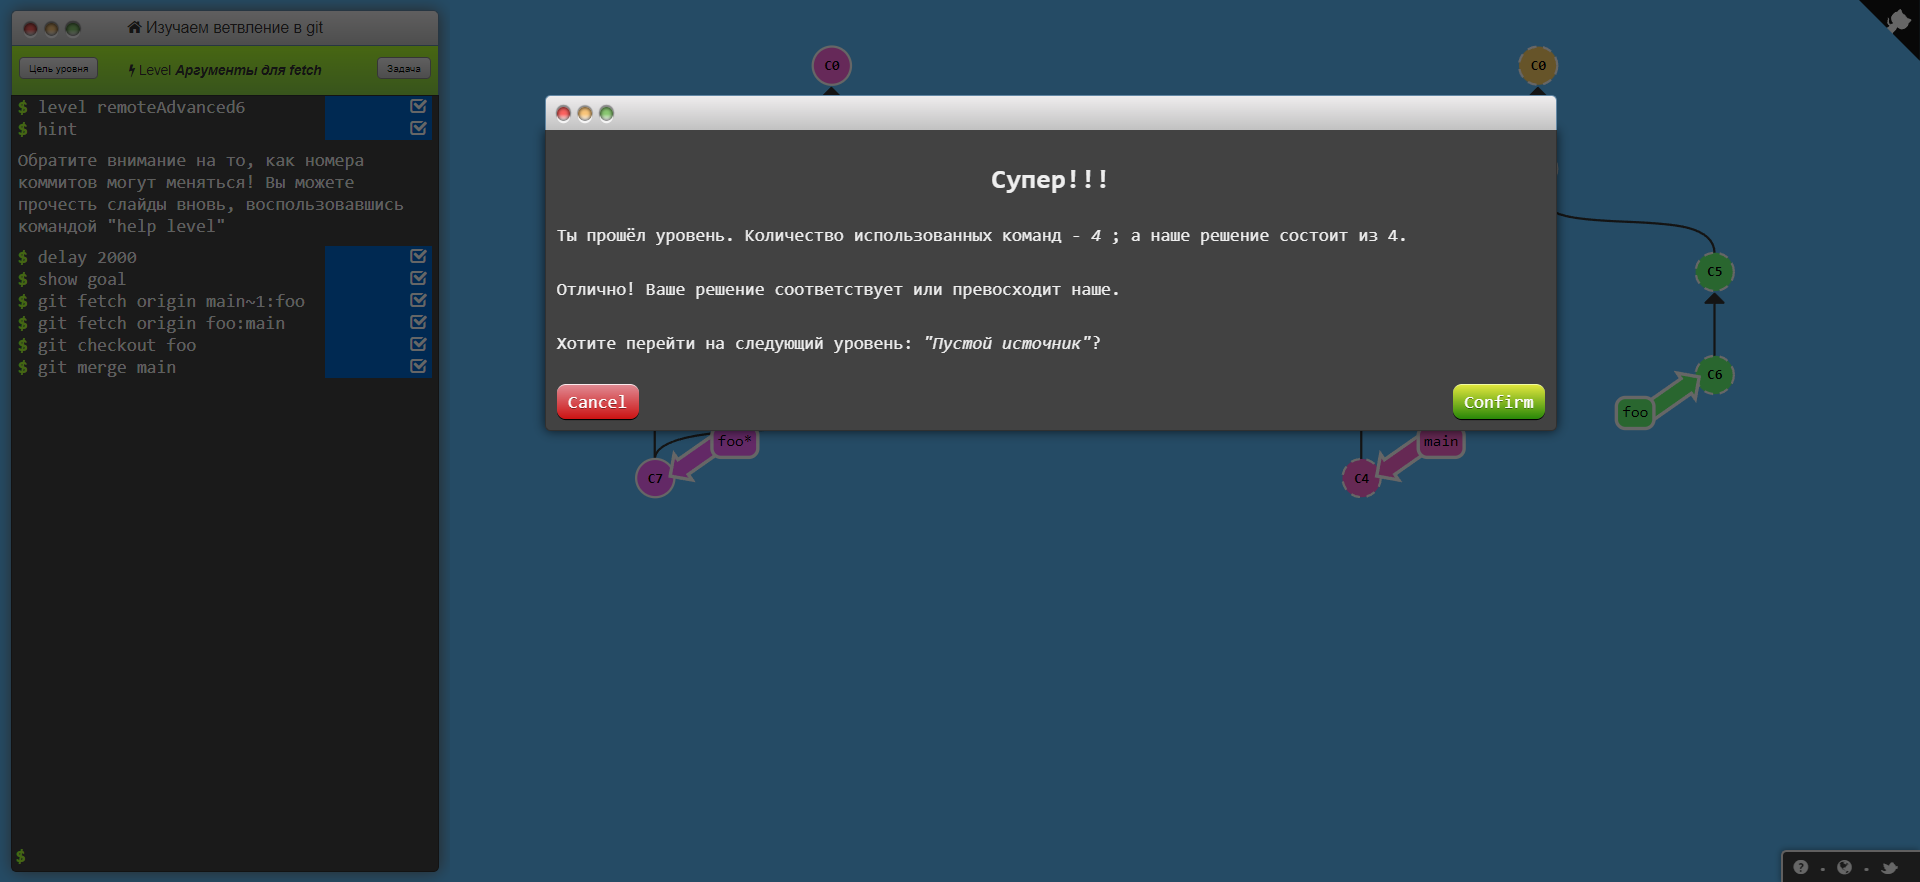 Изучаем ветвление в git
Цель уровня
Level Аргументы для fetch
Задача
$ level remoteAdvanced6
$ hint
Обратите внимание на то, как номера
коммитов могут меняться! Вы можете
прочесть слайды вновь, воспользовавшись
командой "help level"
$ delay 2000
$ show goal
$ git fetch origin main~1:foo
$ git fetch origin foo:main
$ git checkout foo
$ git merge main
$
C0
C0
Супер!!!
Ты прошёл уровень. Количество использованных команд - 4 ; а наше решение состоит из 4.
Отлично! Ваше решение соответствует или превосходит наше.
Хотите перейти на следующий уровень: "Пустой источник"?
Cancel
Confirm
C5
C6
foo
foo*
main
C7
C4